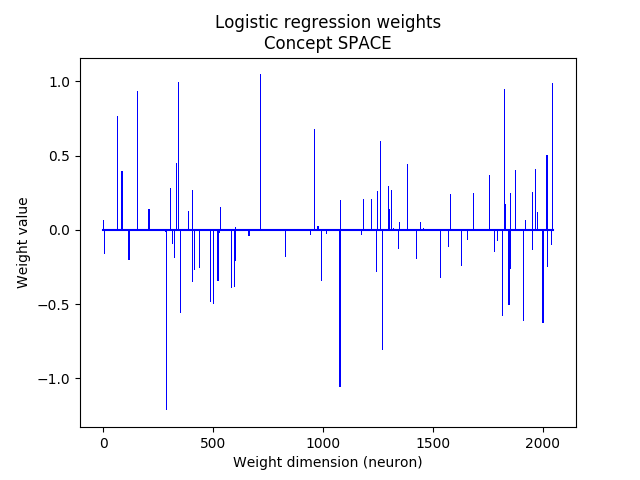 Logistic regression weights
Concept SPACE
1.0
0.5
0.0
−0.5
−1.0
Weight value
0
500
1000
1500
2000
Weight dimension (neuron)